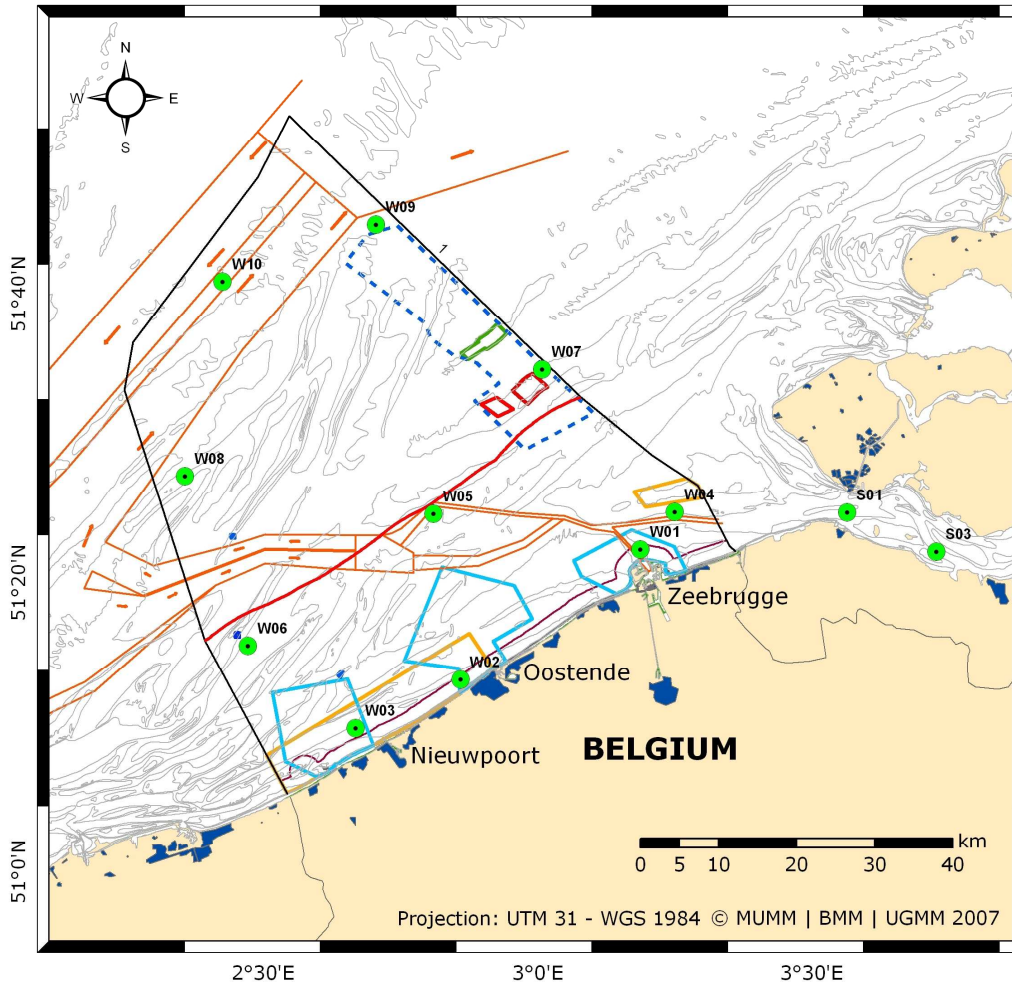 N
W E
S
W09
1
W10
W07
W08
W05
W04
S01
W01
S03
Zeebrugge
W06
W02
Oostende
W03
Nieuwpoort
BELGIUM
km
0 5 10 20 30 40
Projection: UTM 31 - WGS 1984 © MUMM | BMM | UGMM 2007
51°40'N
51°20'N
51°0'N
2°30'E 3°0'E 3°30'E